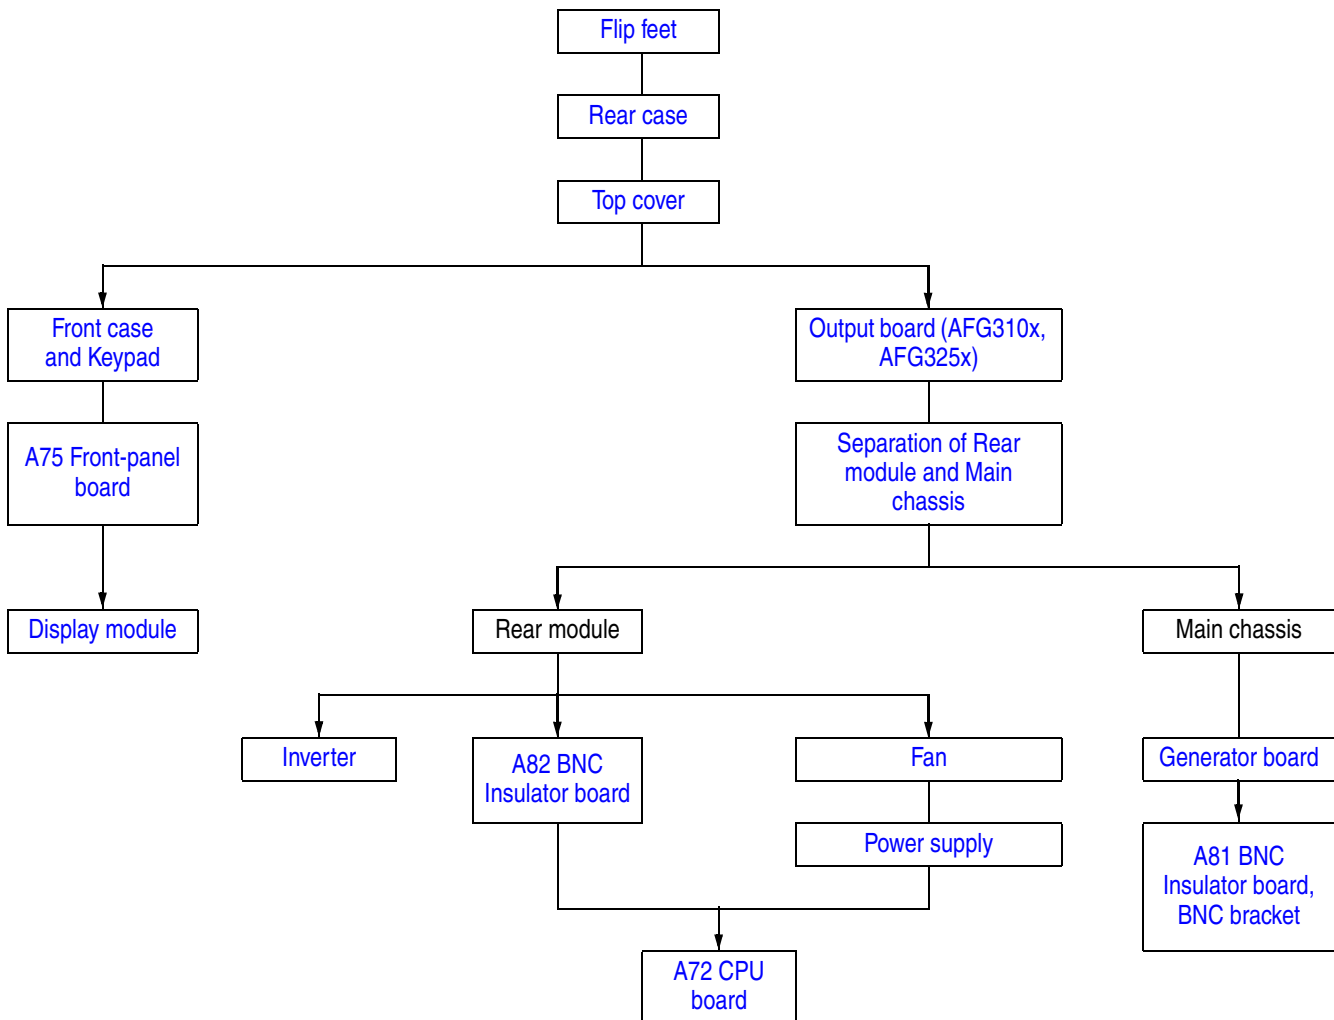 Flip feet
Rear case
Top cover
Front case
and Keypad
Output board (AFG310x,
AFG325x)
A75 Front-panel
board
Separation of Rear
module and Main
chassis
Display module
Rear module
Main chassis
Inverter
A82 BNC
Insulator board
Fan
Generator board
Power supply
A81 BNC
Insulator board,
BNC bracket
A72 CPU
board